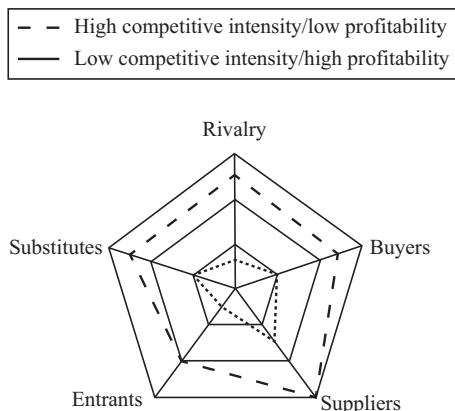 High competitive intensity/low profitability
Low competitive intensity/high profitability
Rivalry
Substitutes
Buyers
Entrants
Suppliers